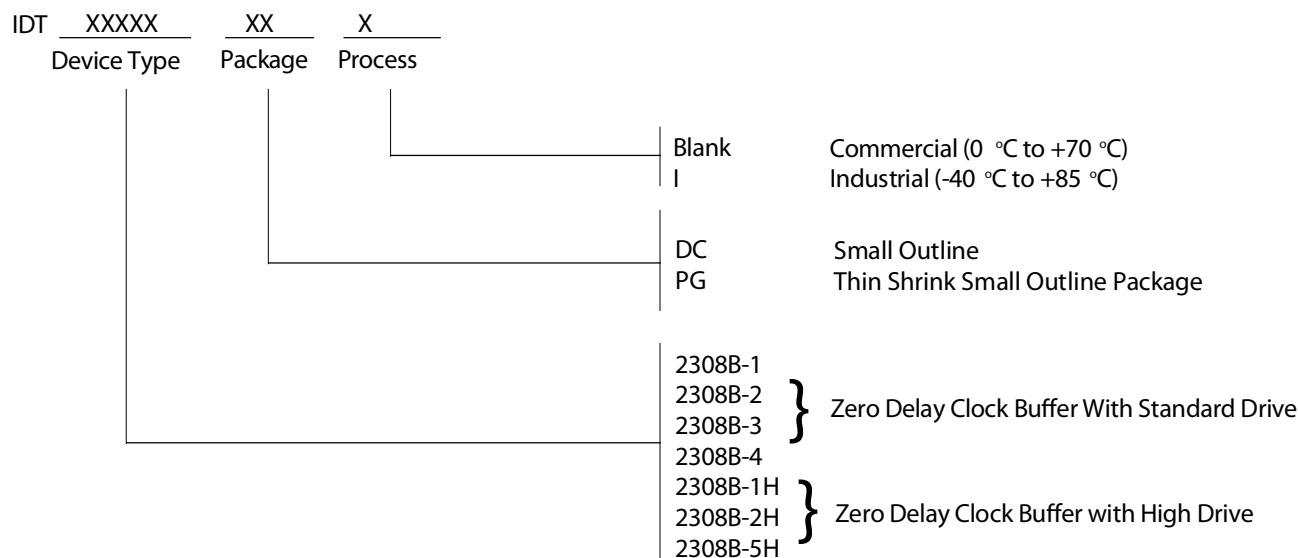 IDT XXXXX XX X
Device Type Package Process
Blank Commercial (0 °C to +70 °C)
I Industrial (-40 °C to +85 °C)
DC Small Outline
PG Thin Shrink Small Outline Package
2308B-1
2308B-2
2308B-3
2308B-4
} Zero Delay Clock Buffer With Standard Drive
2308B-1H
2308B-2H
2308B-5H
} Zero Delay Clock Buffer with High Drive